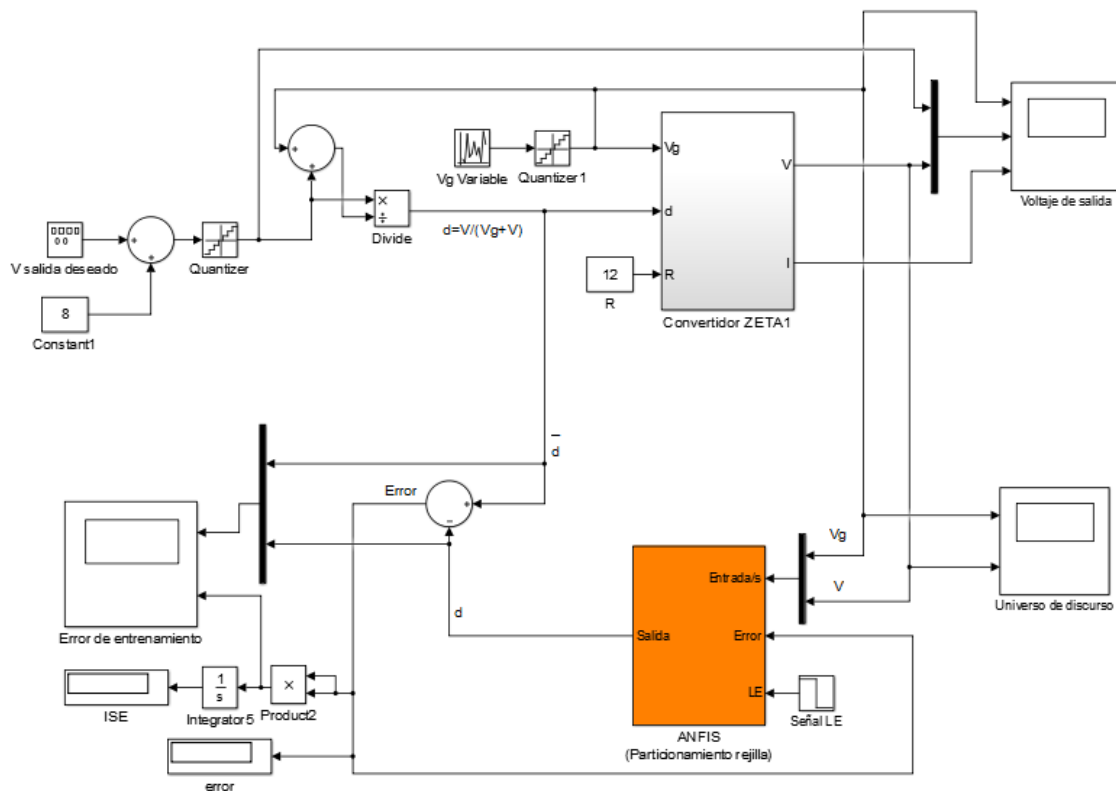 Vg Variable
Quantizer1
Vg
V
d
I
12
R
R
Convertidor ZETA1
Voltaje de salida
V salida deseado
8
Constant1
Quantizer
×
÷
Divide
d=V/(Vg+V)
d
Error
Error de entrenamiento
ISE
1
s
Integrator5
×
Product2
error
d
Entrada/s
Salida
Error
LE
ANFIS
(Particionamiento rejilla)
Señal LE
Vg
V
Universo de discurso